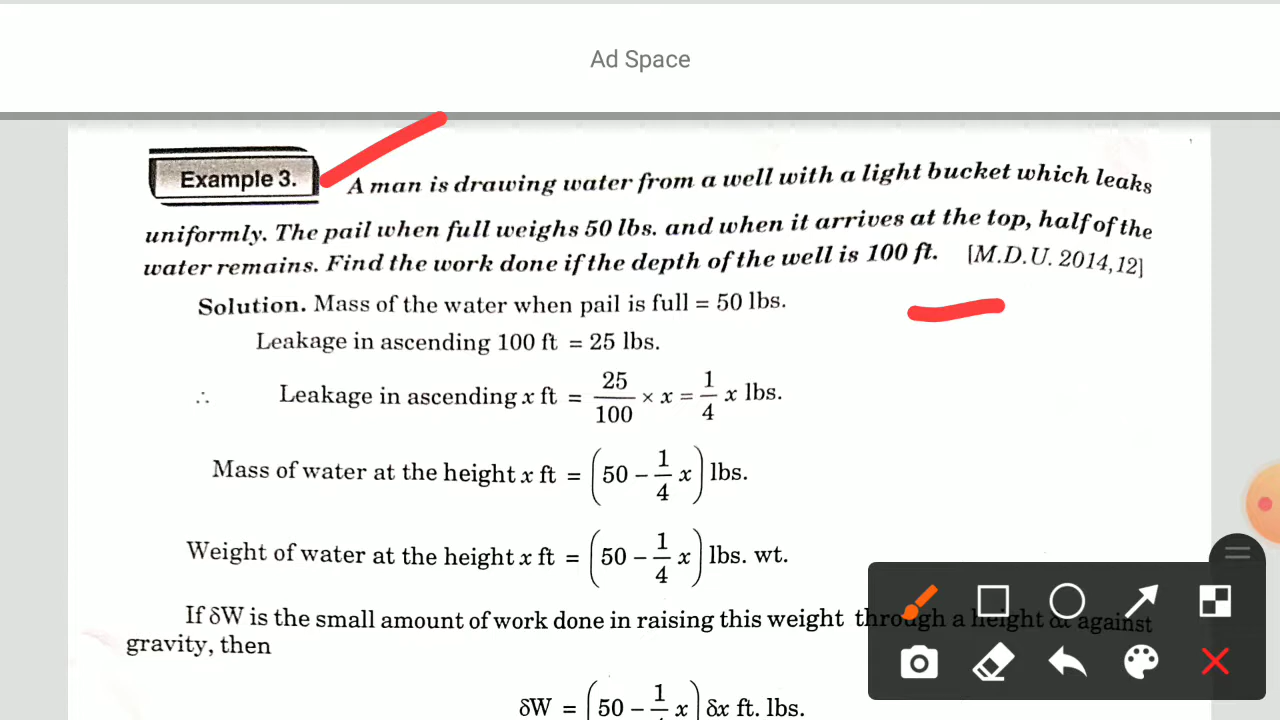 Ad Space
Example 3. A man is drawing water from a well with a light bucket which leaks
uniformly. The pail when full weighs 50 lbs. and when it arrives at the top, half of the
water remains. Find the work done if the depth of the well is 100 ft. [M.D.U. 2014,12]
Solution. Mass of the water when pail is full = 50 lbs.
Leakage in ascending 100 ft = 25 lbs.
∴ Leakage in ascending x ft = 25/100 × x = 1/4 x lbs.
Mass of water at the height x ft = (50 – 1/4 x) lbs.
Weight of water at the height x ft = (50 – 1/4 x) lbs. wt.
If δW is the small amount of work done in raising this weight through a height against
gravity, then
δW = (50 – 1/4 x) δx ft. lbs.